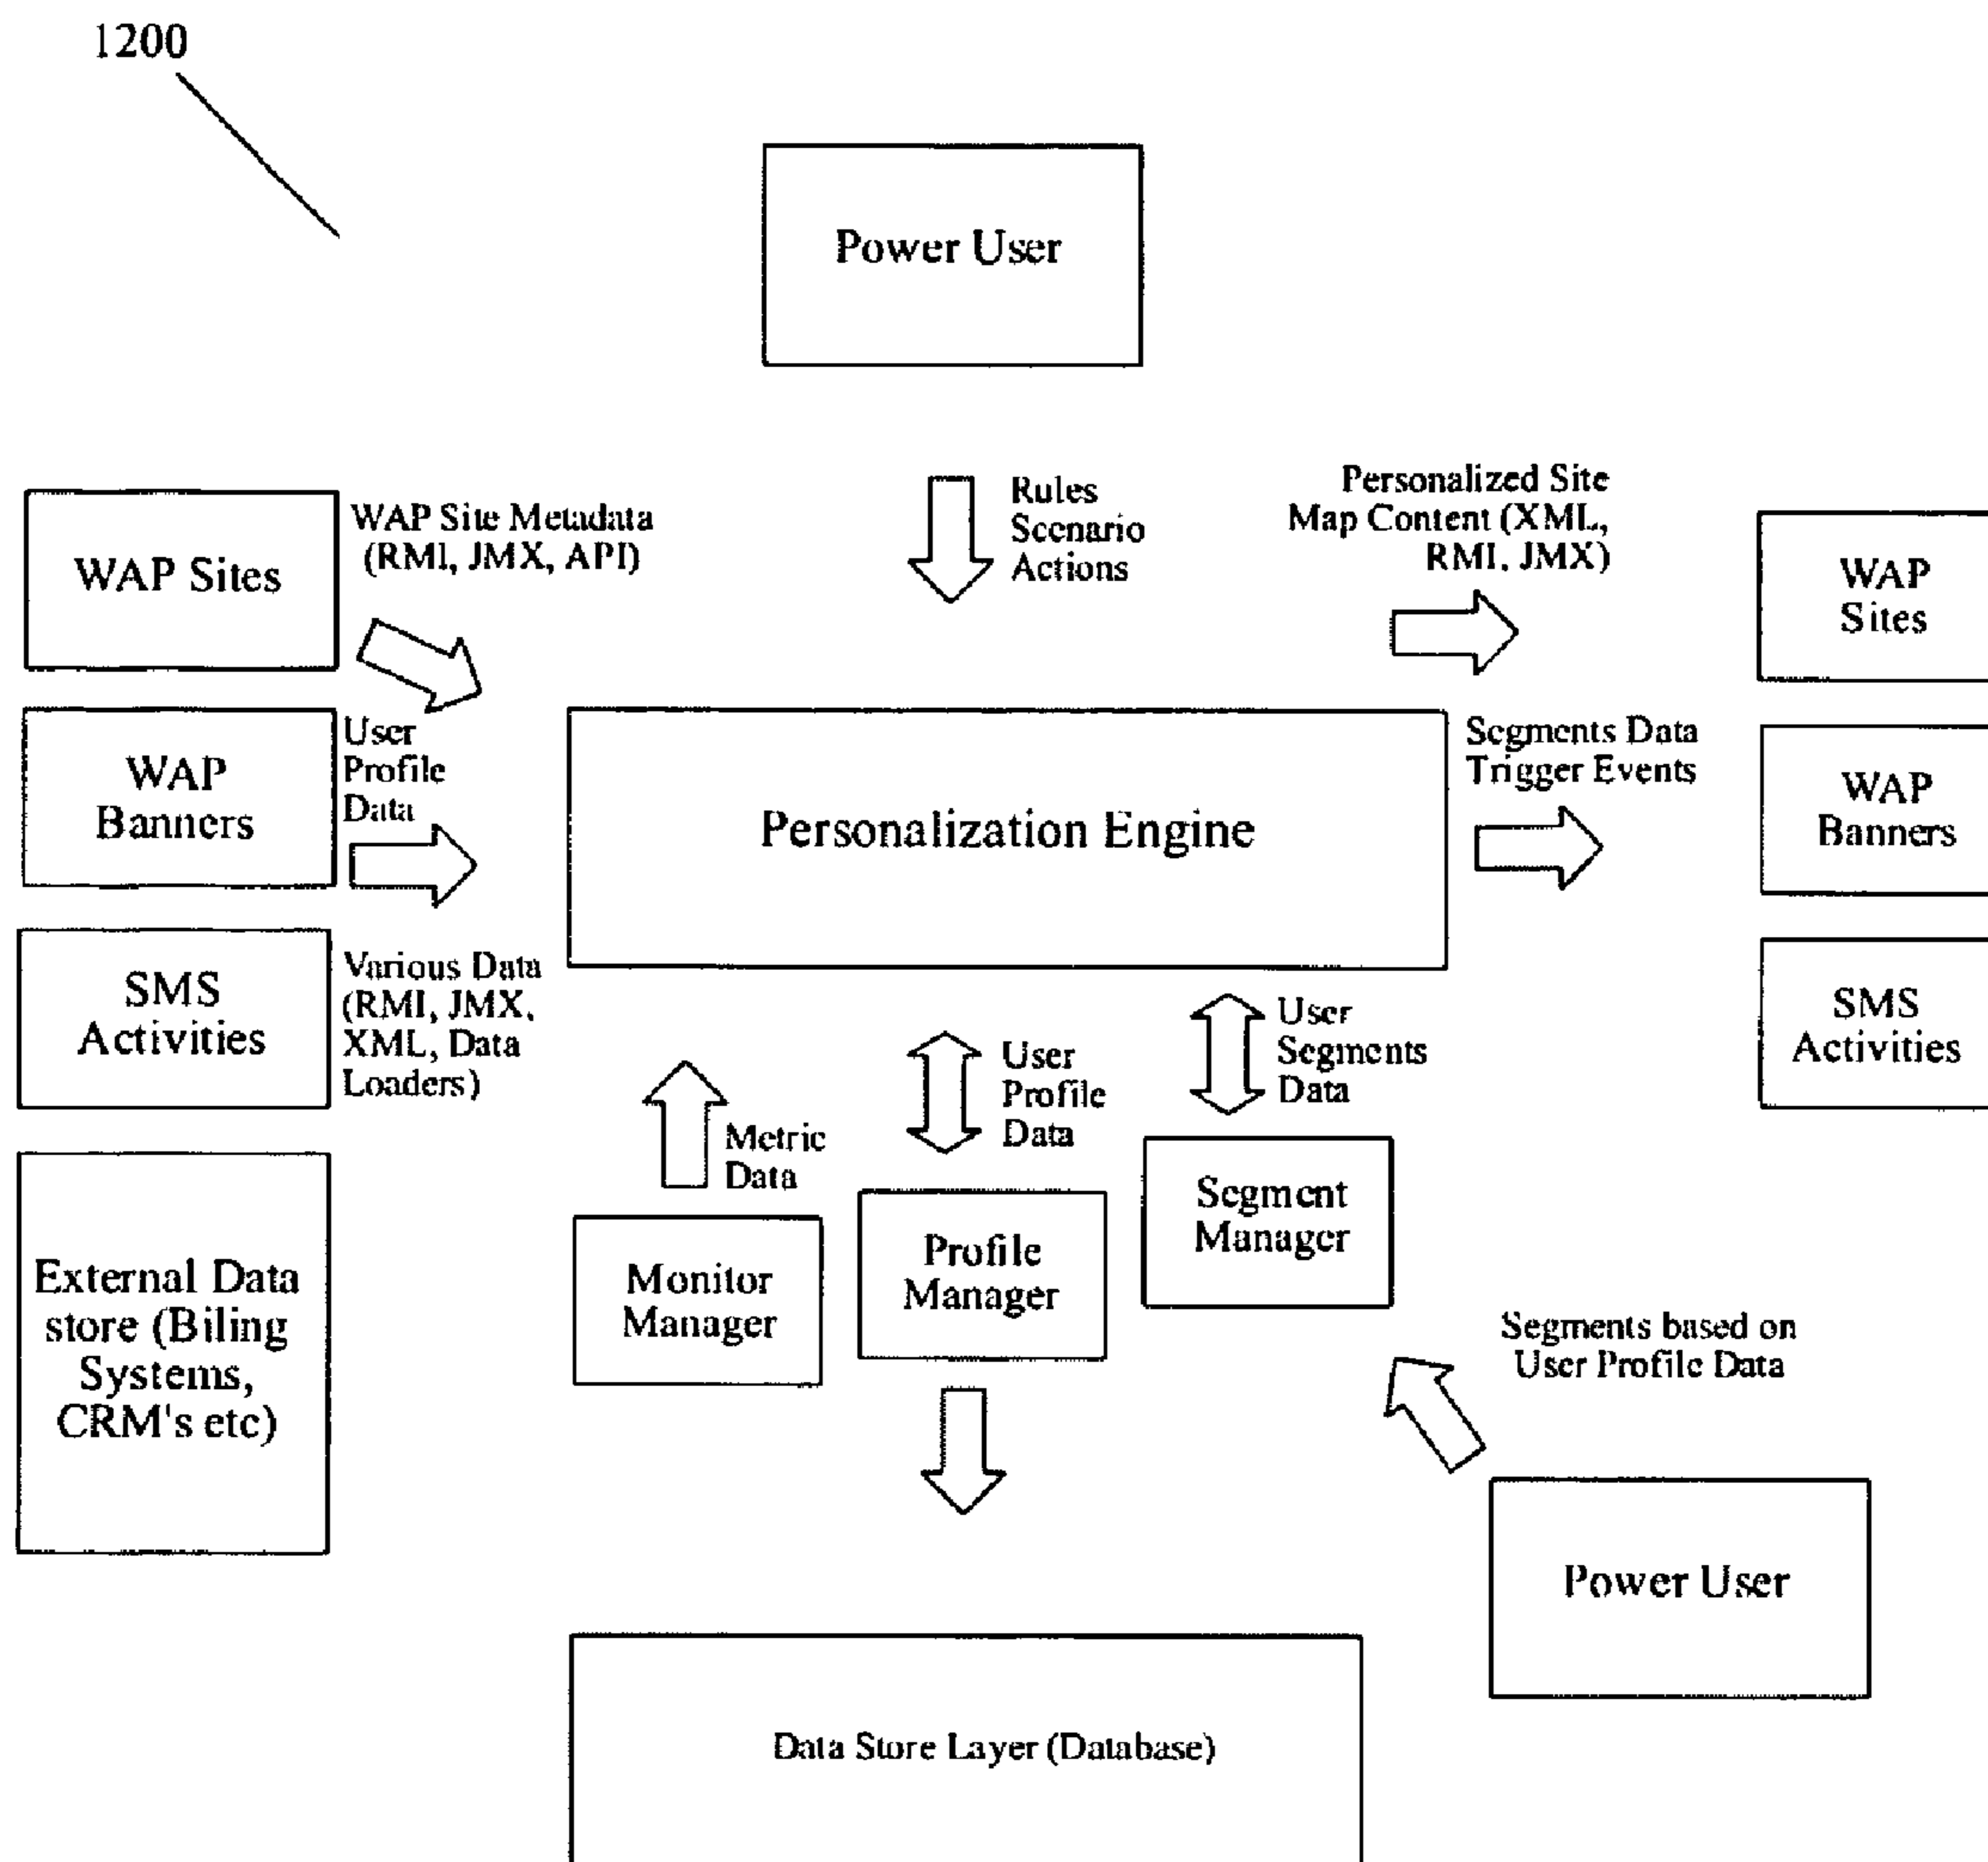 1200
Power User
Rules
Scenario
Actions
Personalized Site
Map Content (XML,
RMI, JMX)
WAP Sites
WAP Site Metadata
(RMI, JMX, API)
WAP
Sites
WAP
Banners
User
Profile
Data
Personalization Engine
Segments Data
Trigger Events
WAP
Banners
SMS
Activities
Various Data
(RMI, JMX,
XML, Data
Loaders)
SMS
Activities
Metric
Data
User
Profile
Data
User
Segments
Data
External Data
store (Biling
Systems,
CRM's etc)
Monitor
Manager
Profile
Manager
Segment
Manager
Segments based on
User Profile Data
Power User
Data Store Layer (Database)